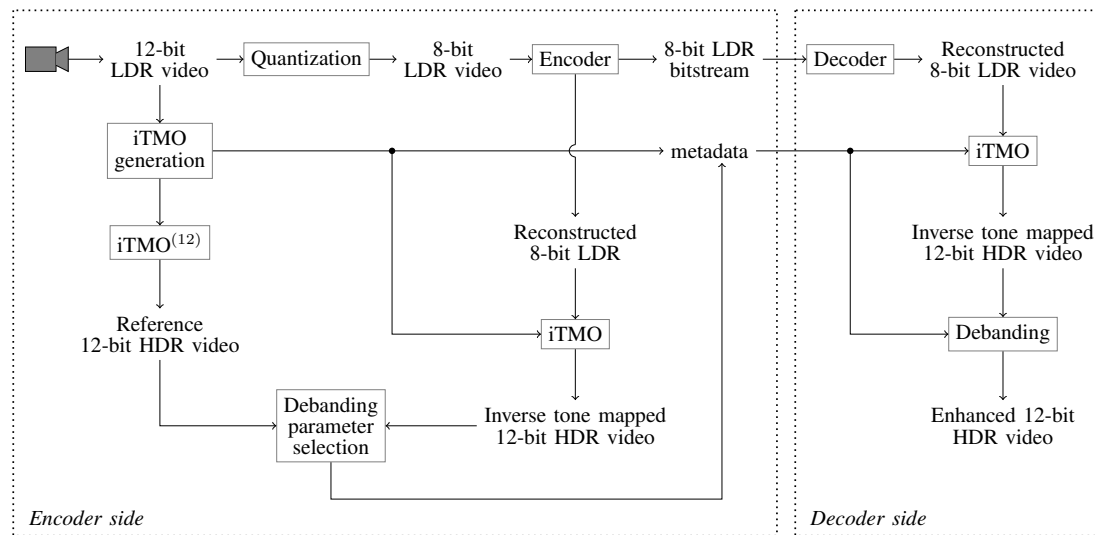 12-bit
LDR video
Quantization
8-bit
LDR video
Encoder
8-bit LDR
bitstream
Decoder
Reconstructed
8-bit LDR video
iTMO
generation
metadata
iTMO
iTMO(12)
Reconstructed
8-bit LDR
Inverse tone mapped
12-bit HDR video
Reference
12-bit HDR video
iTMO
Debanding
Debanding
parameter
selection
Inverse tone mapped
12-bit HDR video
Enhanced 12-bit
HDR video
Encoder side
Decoder side